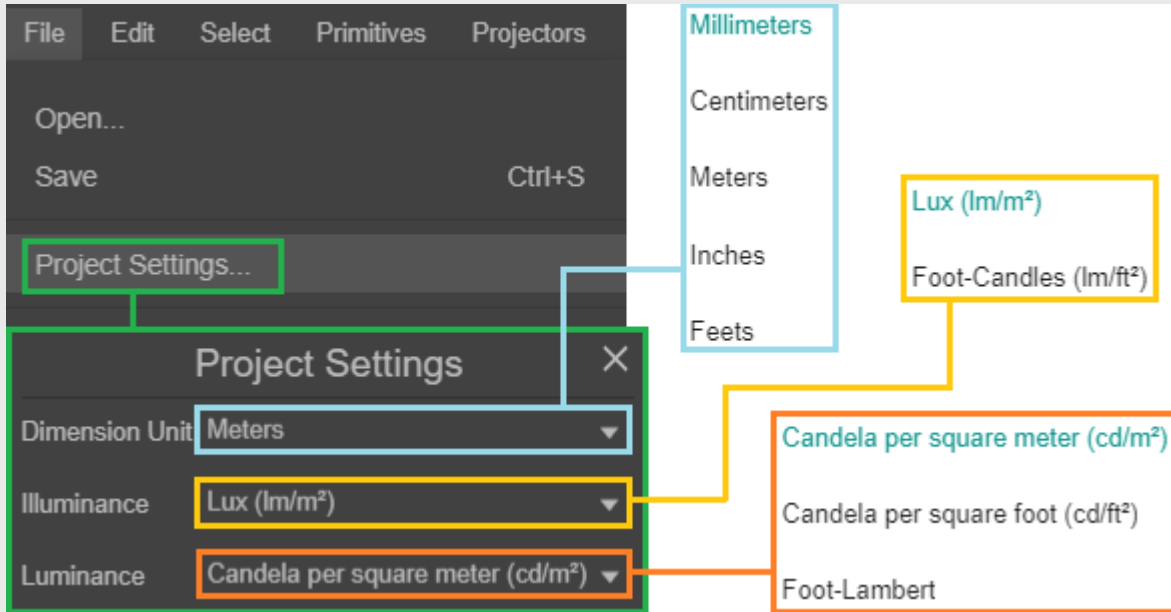 File Edit Select Primitives Projectors
Open...
Save Ctrl+S
Project Settings...
Project Settings
Dimension Unit Meters
Illuminance Lux (lm/m²)
Luminance Candela per square meter (cd/m²)
Millimeters
Centimeters
Meters
Inches
Feets
Lux (lm/m²)
Foot-Candles (lm/ft²)
Candela per square meter (cd/m²)
Candela per square foot (cd/ft²)
Foot-Lambert